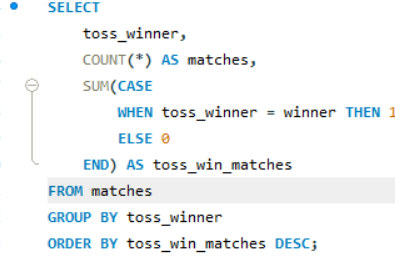 SELECT
toss_winner,
COUNT(*) AS matches,
SUM(CASE
WHEN toss_winner = winner THEN 1
ELSE 0
END) AS toss_win_matches
FROM matches
GROUP BY toss_winner
ORDER BY toss_win_matches DESC;